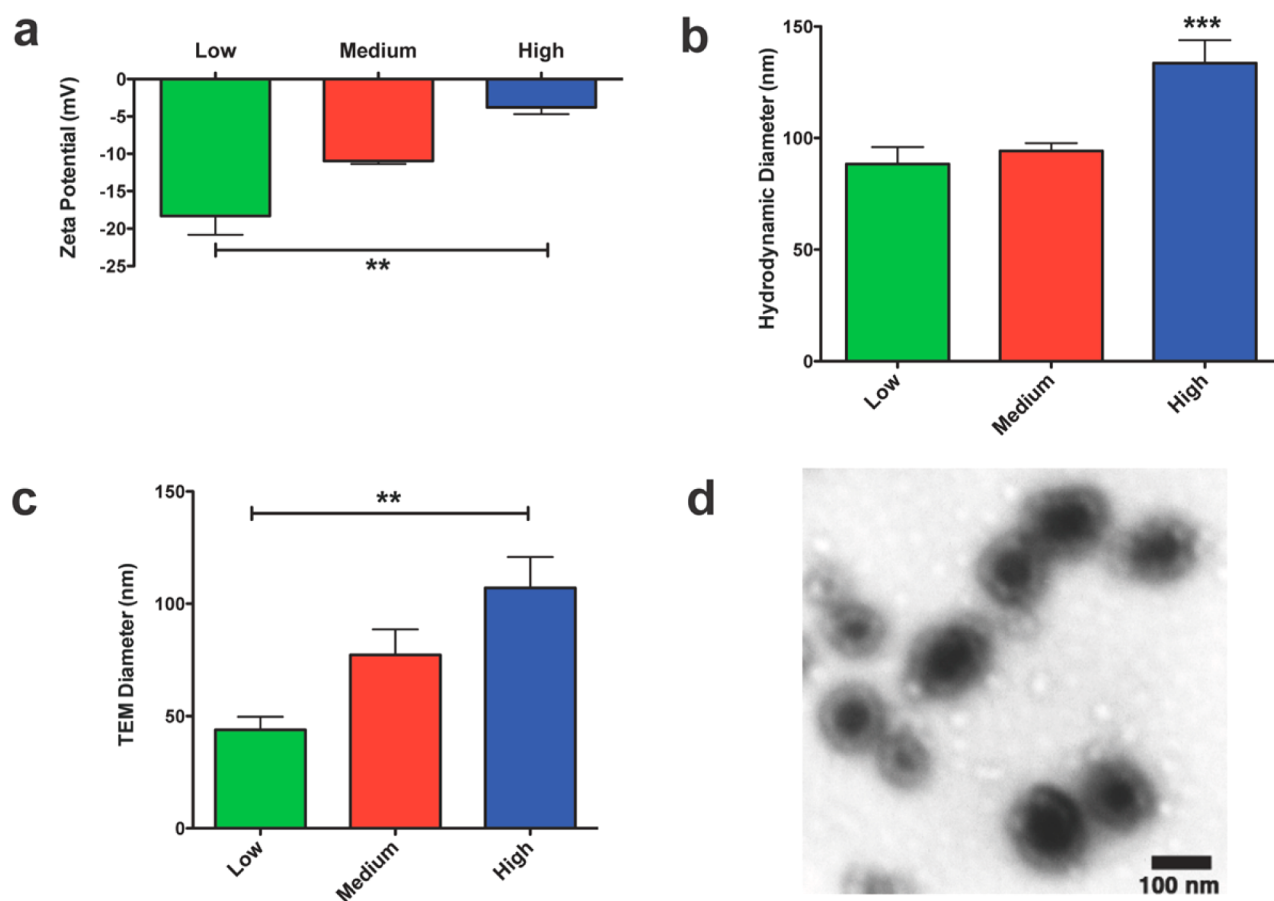 a
Low Medium High
Zeta Potential (mV)
0
-5
-10
-15
-20
-25
**
b
Hydrodynamic Diameter (nm)
150
100
50
0
***
Low Medium High
c
TEM Diameter (nm)
150
100
50
0
**
Low Medium High
d
100 nm